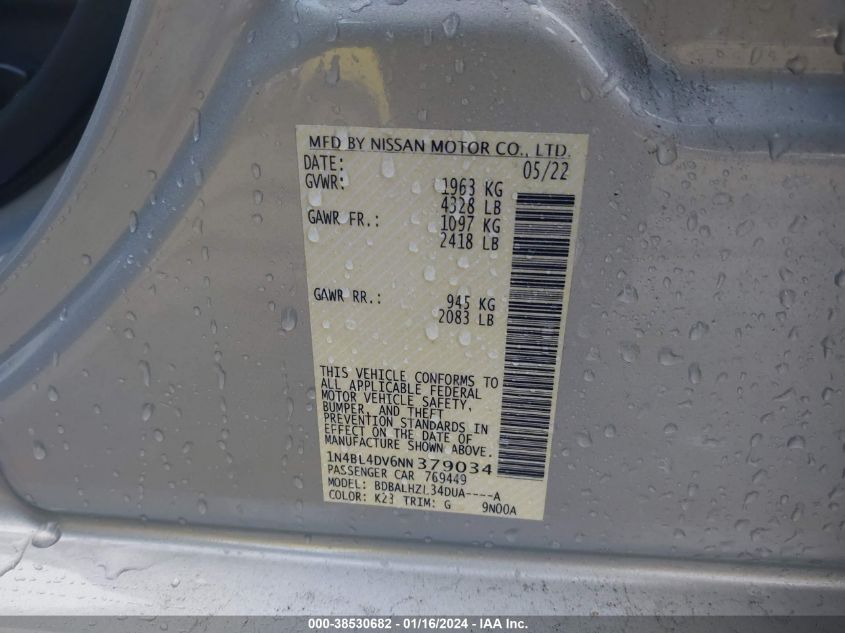 MFD BY NISSAN MOTOR CO., LTD.
DATE: 05/22
GVWR: 1963 KG
4328 LB
GAWR FR.: 1097 KG
2418 LB
GAWR RR.: 945 KG
2083 LB
THIS VEHICLE CONFORMS TO
ALL APPLICABLE FEDERAL
MOTOR VEHICLE SAFETY,
BUMPER, AND THEFT
PREVENTION STANDARDS IN
EFFECT ON THE DATE OF
MANUFACTURE SHOWN ABOVE.
1N4BL4DV6NN379034
PASSENGER CAR 769449
MODEL: BDBALHZL34DUA----A
COLOR: K23 TRIM: G 9N00A
000-38530682 - 01/16/2024 - IAA Inc.